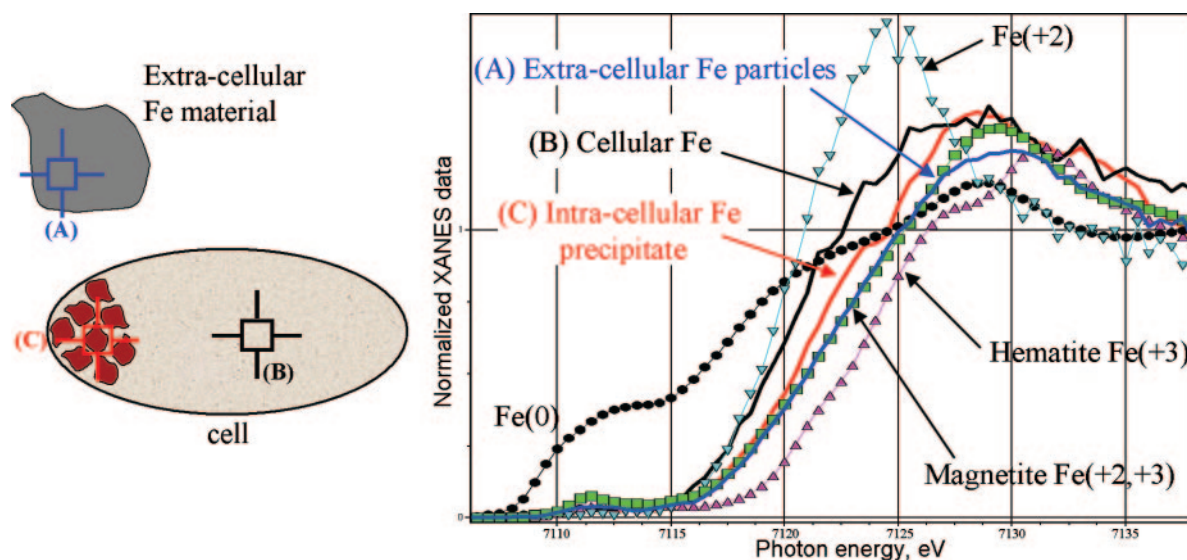 Extra-cellular
Fe material
(A)
(C)
(B)
cell
Normalized XANES data
1
0
Fe(+2)
(A) Extra-cellular Fe particles
(B) Cellular Fe
(C) Intra-cellular Fe
precipitate
Hematite Fe(+3)
Fe(0)
Magnetite Fe(+2,+3)
7110 7115 7120 7125 7130 7135
Photon energy, eV